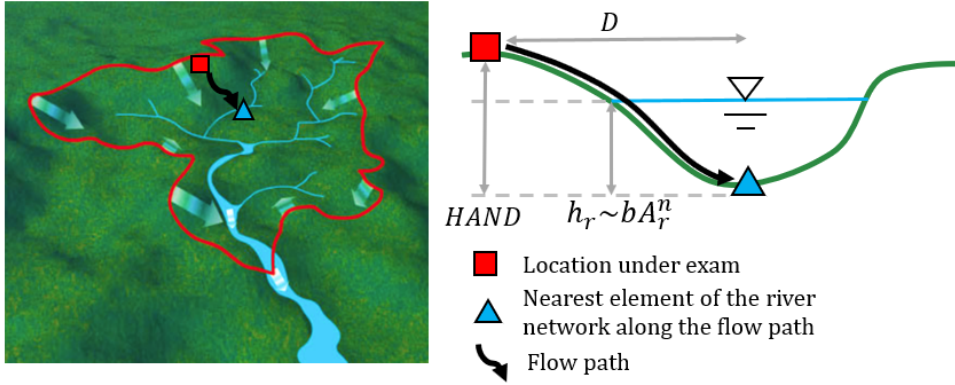 D
HAND
h_r~bA_r^n
Location under exam
Nearest element of the river
network along the flow path
Flow path